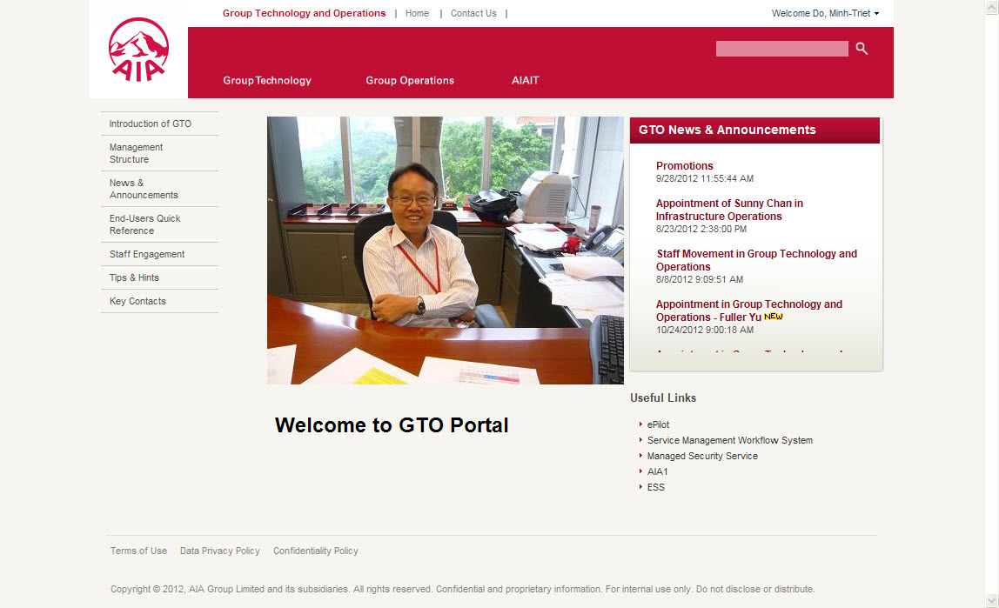 Group Technology and Operations | Home | Contact Us |
Welcome Do, Minh-Triet
AIA
Group Technology
Group Operations
AIAIT
Introduction of GTO
Management
Structure
News &
Announcements
End-Users Quick
Reference
Staff Engagement
Tips & Hints
Key Contacts
GTO News & Announcements
Promotions
9/28/2012 11:55:44 AM
Appointment of Sunny Chan in
Infrastructure Operations
8/23/2012 2:38:00 PM
Staff Movement in Group Technology and
Operations
8/8/2012 9:09:51 AM
Appointment in Group Technology and
Operations - Fuller Yu NEW
10/24/2012 9:00:18 AM
Welcome to GTO Portal
Useful Links
ePilot
Service Management Workflow System
Managed Security Service
AIA1
ESS
Terms of Use
Data Privacy Policy
Confidentiality Policy
Copyright © 2012, AIA Group Limited and its subsidiaries. All rights reserved. Confidential and proprietary information. For internal use only. Do not disclose or distribute.